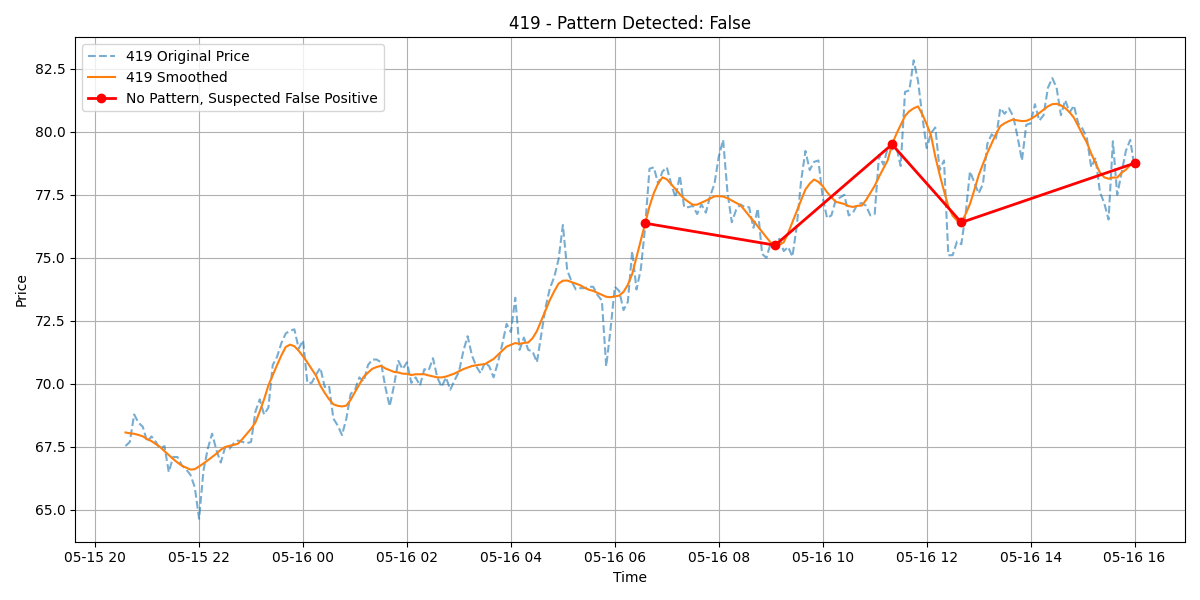 419 - Pattern Detected: False
419 Original Price
419 Smoothed
No Pattern, Suspected False Positive
Price
82.5
80.0
77.5
75.0
72.5
70.0
67.5
65.0
05-15 20 05-15 22 05-16 00 05-16 02 05-16 04 05-16 06 05-16 08 05-16 10 05-16 12 05-16 14 05-16 16
Time